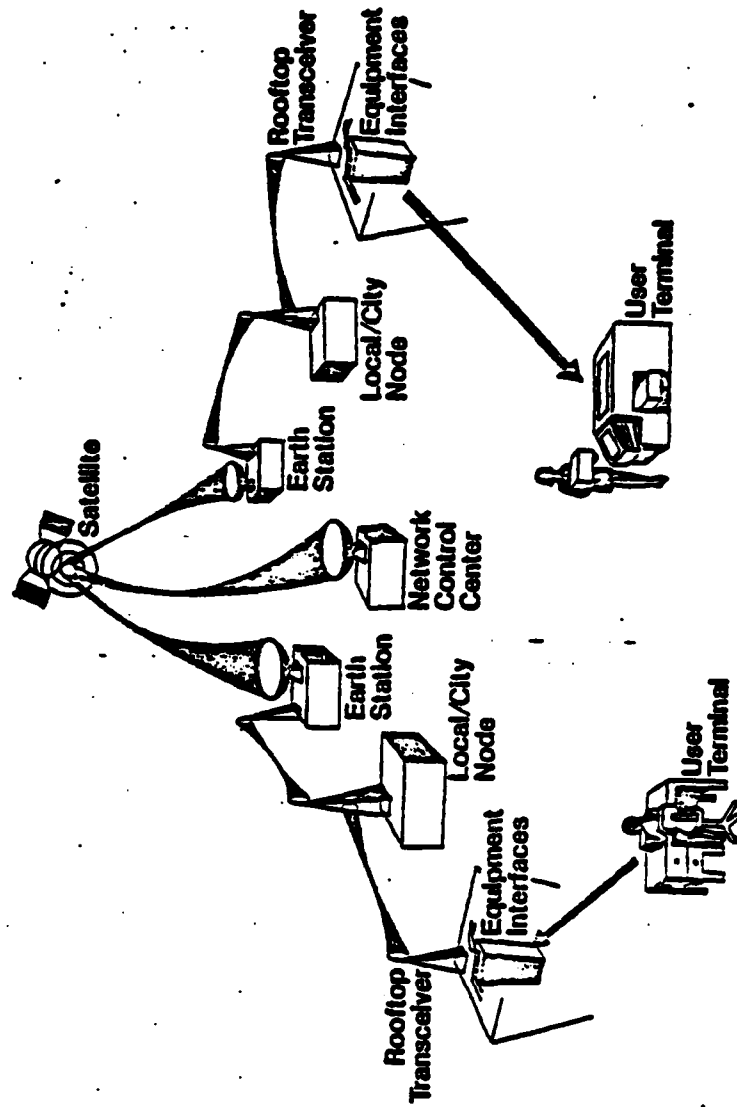 Satellite
Rooftop
Transceiver
Equipment
Interfaces
Local/City
Node
Earth
Station
Network
Control
Center
Earth
Station
Local/City
Node
Rooftop
Transceiver
Equipment
Interfaces
User
Terminal
User
Terminal